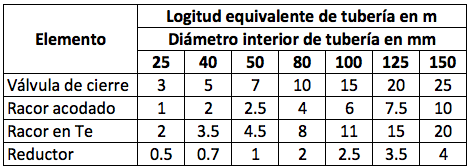 Elemento
Logitud equivalente de tubería en m
Diámetro interior de tubería en mm
25 40 50 80 100 125 150
Válvula de cierre 3 5 7 10 15 20 25
Racor acodado 1 2 2.5 4 6 7.5 10
Racor en Te 2 3.5 4.5 8 11 15 20
Reductor 0.5 0.7 1 2 2.5 3.5 4